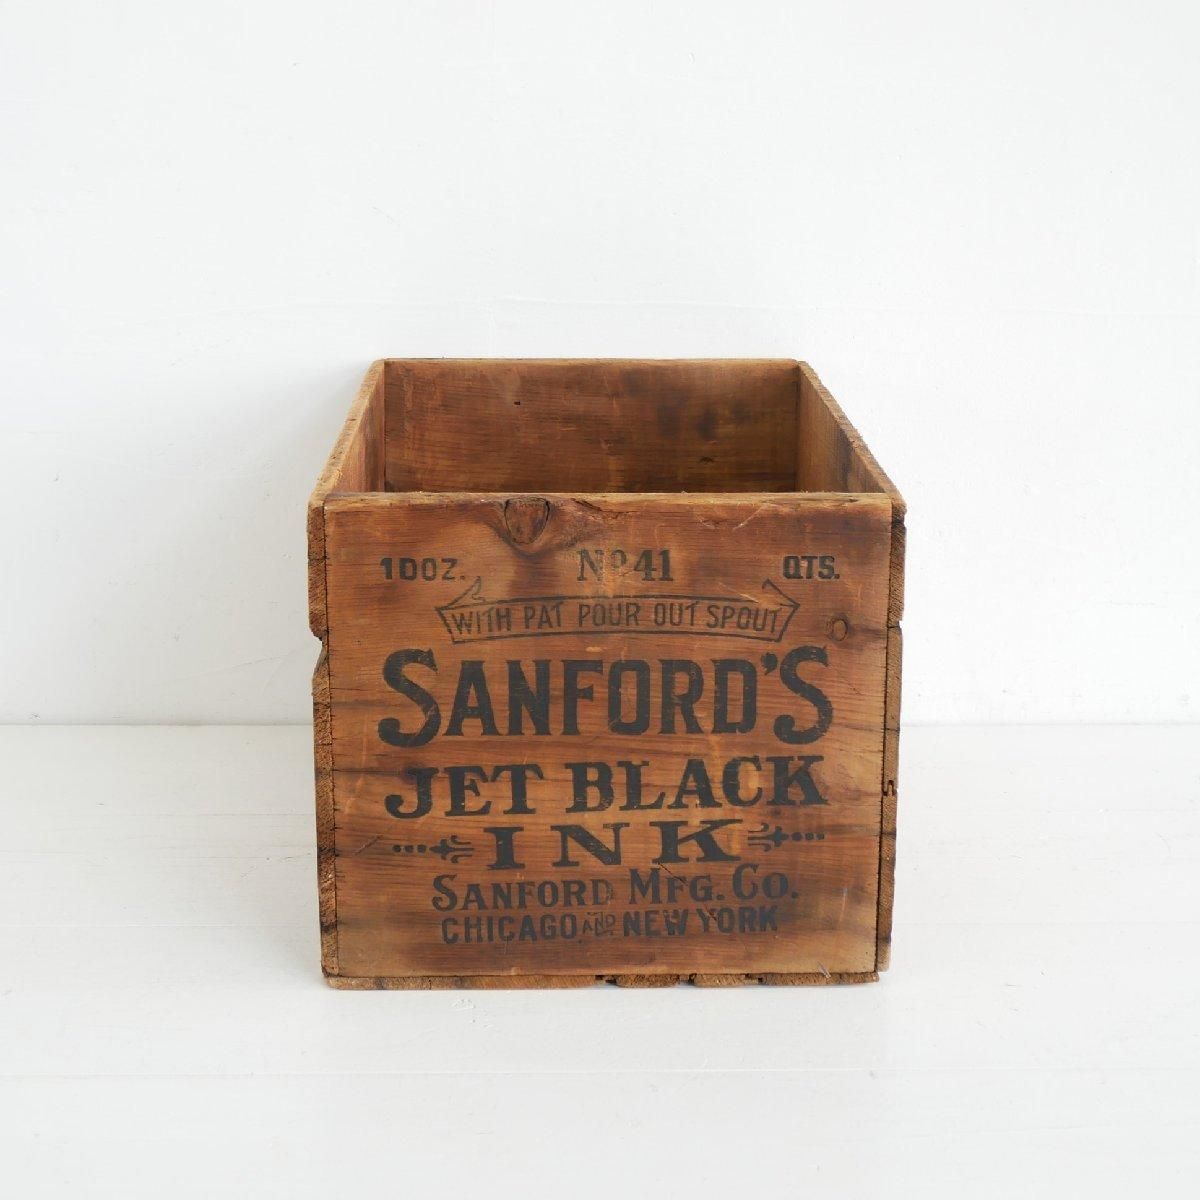 1 DOZ. Nº 41 QTS.
WITH PAT POUR OUT SPOUT
SANFORD'S
JET BLACK
INK
SANFORD MFG. CO.
CHICAGO AND NEW YORK